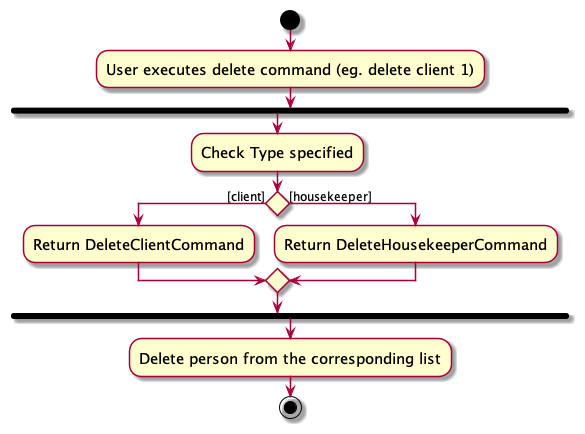 User executes delete command (eg. delete client 1)
Check Type specified
[client]
[housekeeper]
Return DeleteClientCommand
Return DeleteHousekeeperCommand
Delete person from the corresponding list